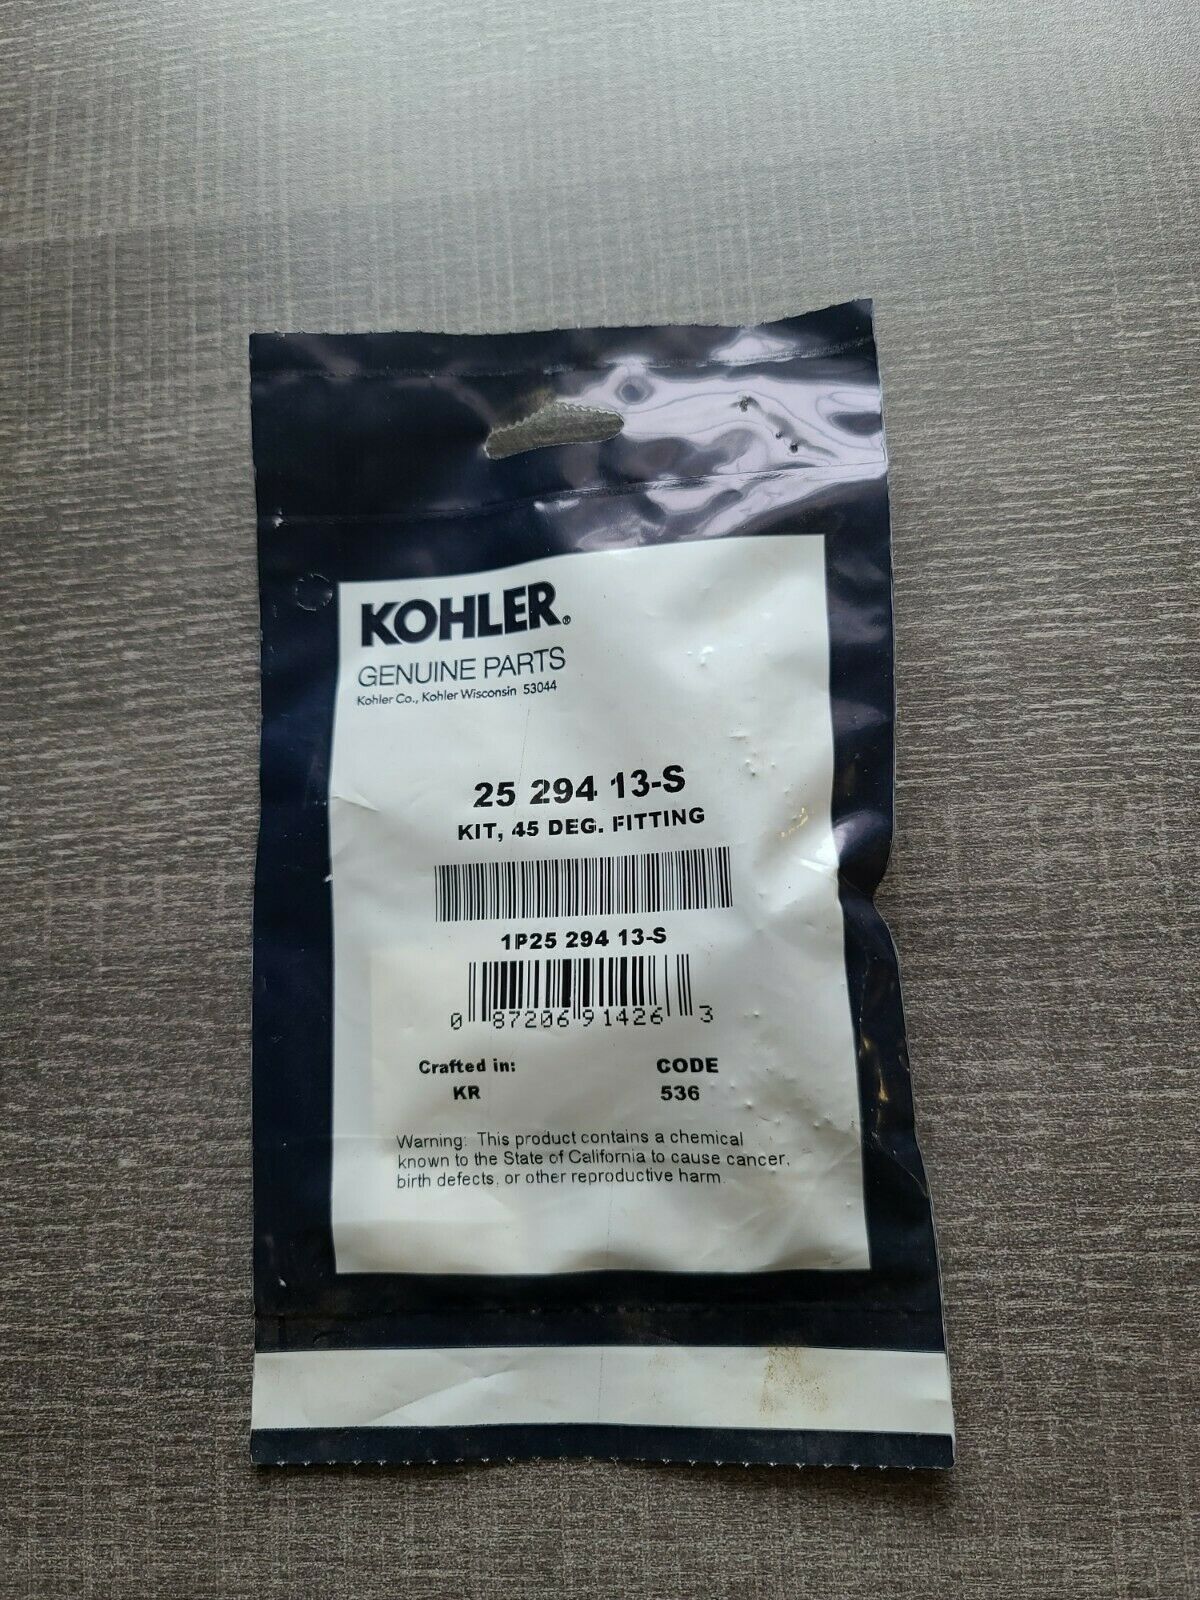 KOHLER®
GENUINE PARTS
Kohler Co., Kohler Wisconsin 53044
25 294 13-S
KIT, 45 DEG. FITTING
1P25 294 13-S
0 87206 91426 3
Crafted in: CODE
KR 536
Warning: This product contains a chemical
known to the State of California to cause cancer,
birth defects, or other reproductive harm.